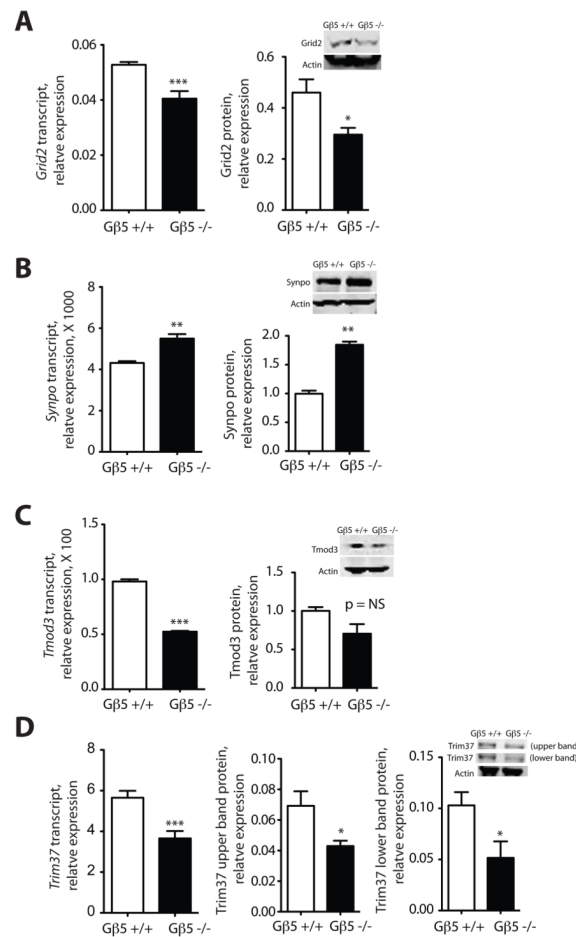 A
Gβ5 +/+ Gβ5 -/-
Grid2
Actin
Grid2 transcript,
relatve expression
0.06
0.04
0.02
0.00
***
Gβ5 +/+ Gβ5 -/-
Grid2 protein,
relatve expression
0.6
0.4
0.2
0.0
*
Gβ5 +/+ Gβ5 -/-
B
Gβ5 +/+ Gβ5 -/-
Synpo
Actin
Synpo transcript,
relatve expression, X 1000
8
6
4
2
0
**
Gβ5 +/+ Gβ5 -/-
Synpo protein,
relatve expression
2.0
1.5
1.0
0.5
0.0
**
Gβ5 +/+ Gβ5 -/-
C
Gβ5 +/+ Gβ5 -/-
Tmod3
Actin
Tmod3 transcript,
relatve expression, X 100
1.5
1.0
0.5
0.0
***
Gβ5 +/+ Gβ5 -/-
Tmod3 protein,
relatve expression
1.5
1.0
0.5
0.0
p = NS
Gβ5 +/+ Gβ5 -/-
D
Gβ5 +/+ Gβ5 -/-
Trim37 (upper band)
Trim37 (lower band)
Actin
Trim37 transcript,
relatve expression
8
6
4
2
0
***
Gβ5 +/+ Gβ5 -/-
Trim37 upper band protein,
relatve expression
0.10
0.08
0.06
0.04
0.02
0.00
*
Gβ5 +/+ Gβ5 -/-
Trim37 lower band protein,
relatve expression
0.15
0.10
0.05
0.00
*
Gβ5 +/+ Gβ5 -/-